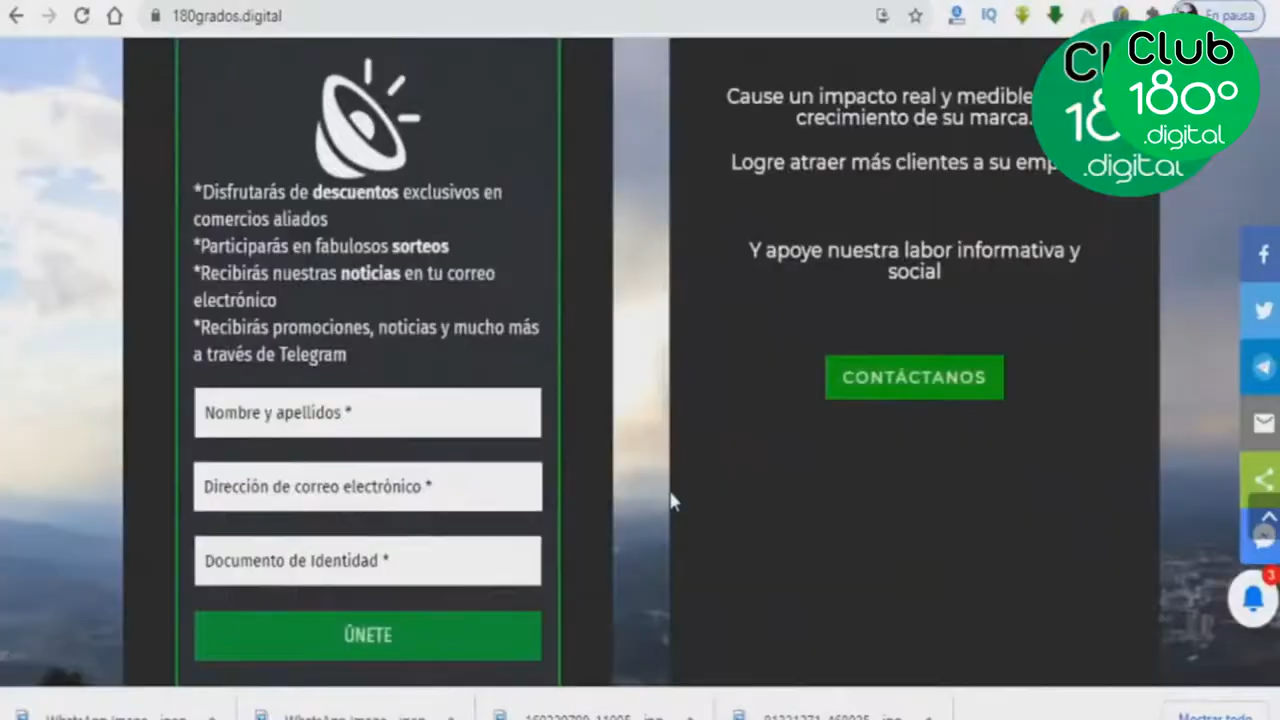 180grados.digital
En pausa
Club
180°
.digital
.digital
*Disfrutarás de descuentos exclusivos en
comercios aliados
*Participarás en fabulosos sorteos
*Recibirás nuestras noticias en tu correo
electrónico
*Recibirás promociones, noticias y mucho más
a través de Telegram
Nombre y apellidos *
Dirección de correo electrónico *
Documento de Identidad *
ÚNETE
Cause un impacto real y medible
crecimiento de su marca.
Logre atraer más clientes a su
Y apoye nuestra labor informativa y
social
CONTÁCTANOS
3